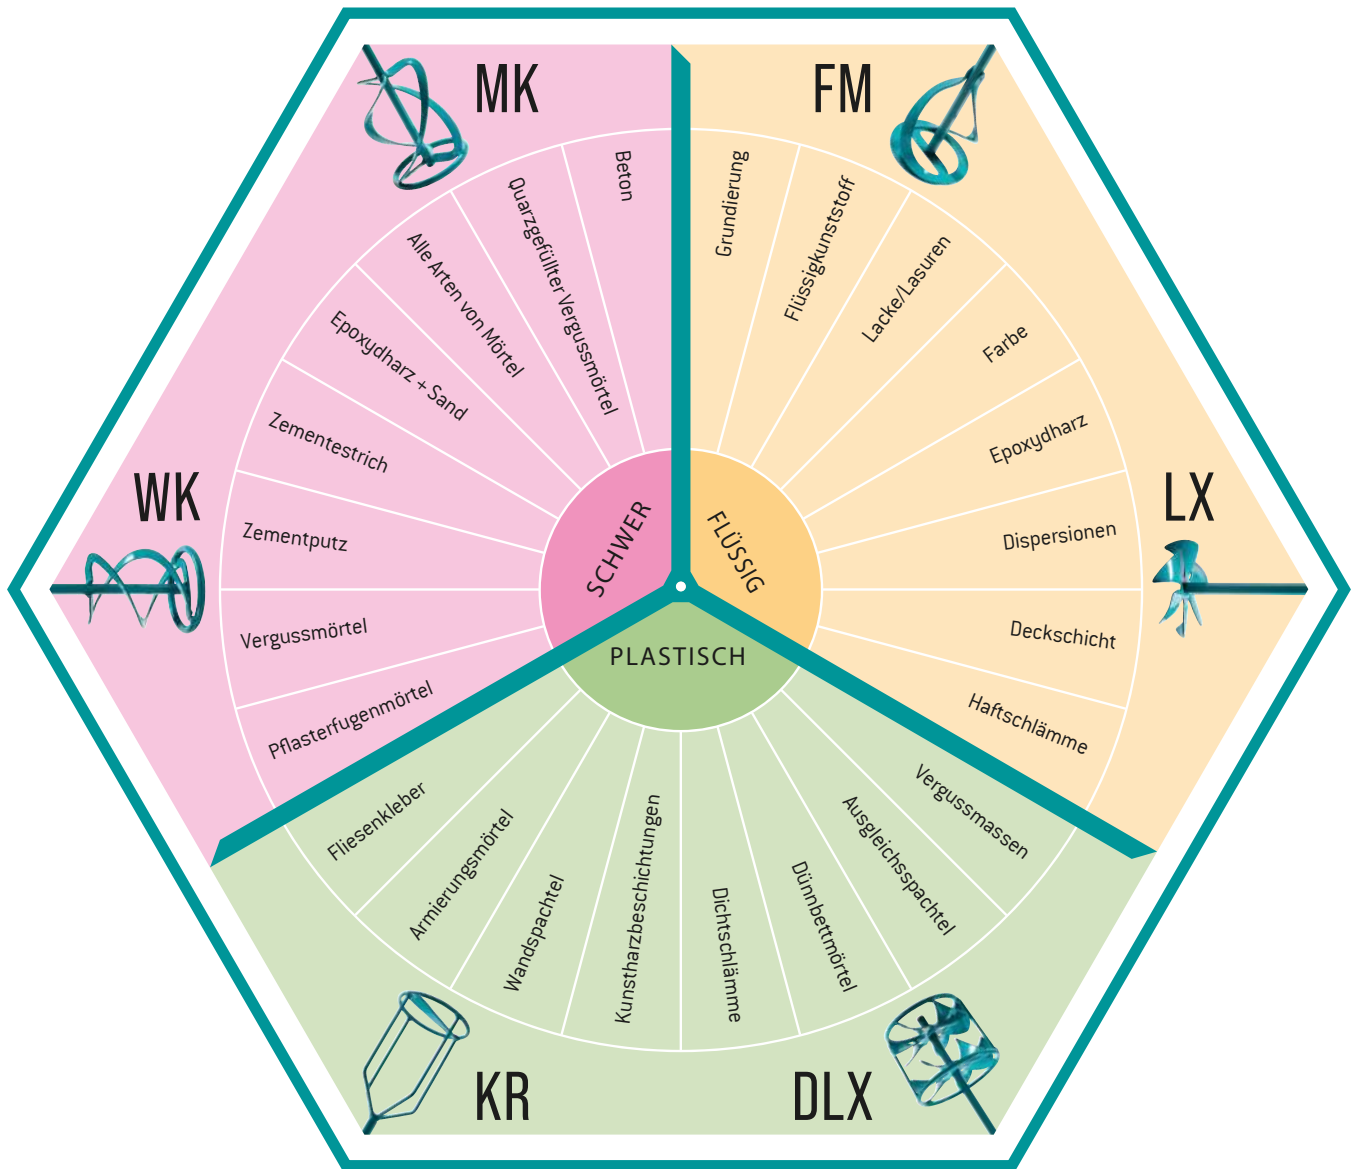 MK
FM
Beton
Quarzgefüllter Vergussmörtel
Alle Arten von Mörtel
Epoxydharz + Sand
Zementestrich
Zementputz
Vergussmörtel
Pflasterfugenmörtel
WK
SCHWER
Grundierung
Flüssigkunststoff
Lacke/Lasuren
Farbe
Epoxydharz
Dispersionen
Deckschicht
Haftschlämme
LX
FLÜSSIG
PLASTISCH
Fliesenkleber
Armierungsmörtel
Wandspachtel
Kunstharzbeschichtungen
Dichtschlämme
Dünnbettmörtel
Ausgleichsspachtel
Vergussmassen
KR
DLX